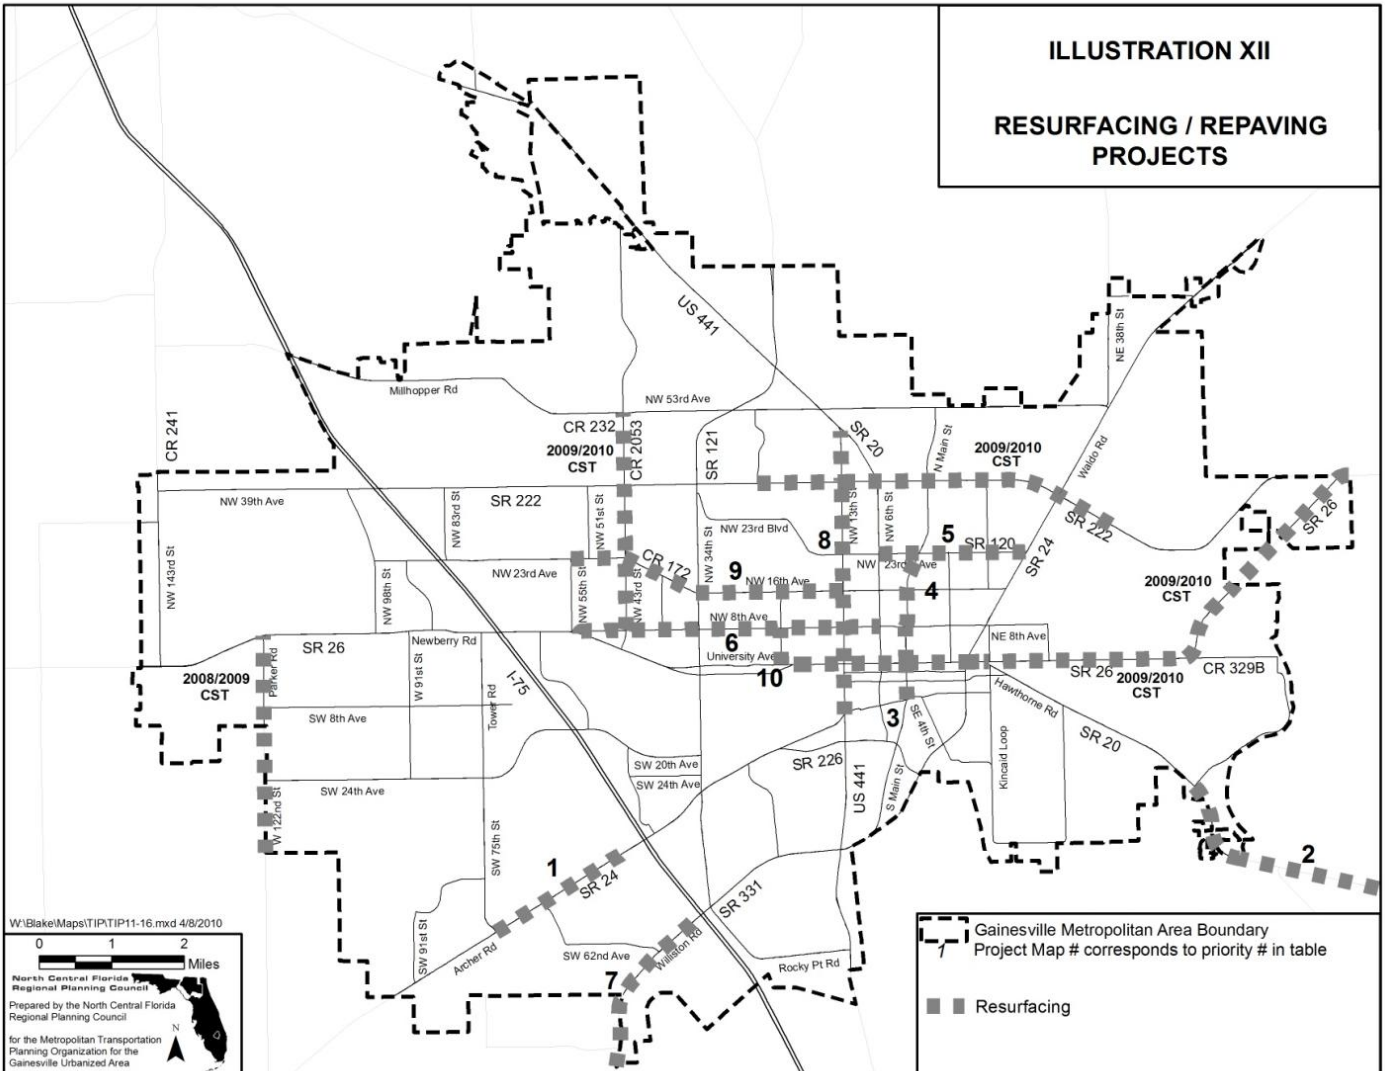 ILLUSTRATION XII
RESURFACING / REPAVING
PROJECTS
US 441
NE 38th St
Millhopper Rd
NW 53rd Ave
CR 241
CR 232
2009/2010
CST
CR 2053
SR 121
SR 20
N Main St
2009/2010
CST
Waldo Rd
NW 39th Ave
SR 222
NW 83rd St
NW 51st St
NW 34th St
NW 23rd Blvd
8
NW 13th St
NW 6th St
5
SR 120
SR 222
SR 24
SR 26
NW 143rd St
NW 98th St
NW 23rd Ave
NW 55th St
NW 43rd St
CR 172
9
NW 16th Ave
NW 23rd Ave
4
2009/2010
CST
NW 8th Ave
6
University Ave
10
NE 8th Ave
SR 26
2009/2010
CST
CR 329B
SR 26
Newberry Rd
2008/2009
CST
Parker Rd
W 91st St
Tower Rd
I-75
SW 8th Ave
3
SE 4th St
Hawthorne Rd
SR 20
Kincaid Loop
SW 20th Ave
SW 24th Ave
SR 226
US 441
S Main St
SW 24th Ave
W 122nd St
SW 75th St
1
SR 24
2
SR 331
Williston Rd
SW 91st St
Archer Rd
SW 62nd Ave
7
Rocky Pt Rd
W:\Blake\Maps\TIP\TIP11-16.mxd 4/8/2010
0 1 2
Miles
North Central Florida
Regional Planning Council
Prepared by the North Central Florida
Regional Planning Council
N
for the Metropolitan Transportation
Planning Organization for the
Gainesville Urbanized Area
Gainesville Metropolitan Area Boundary
1 Project Map # corresponds to priority # in table
Resurfacing